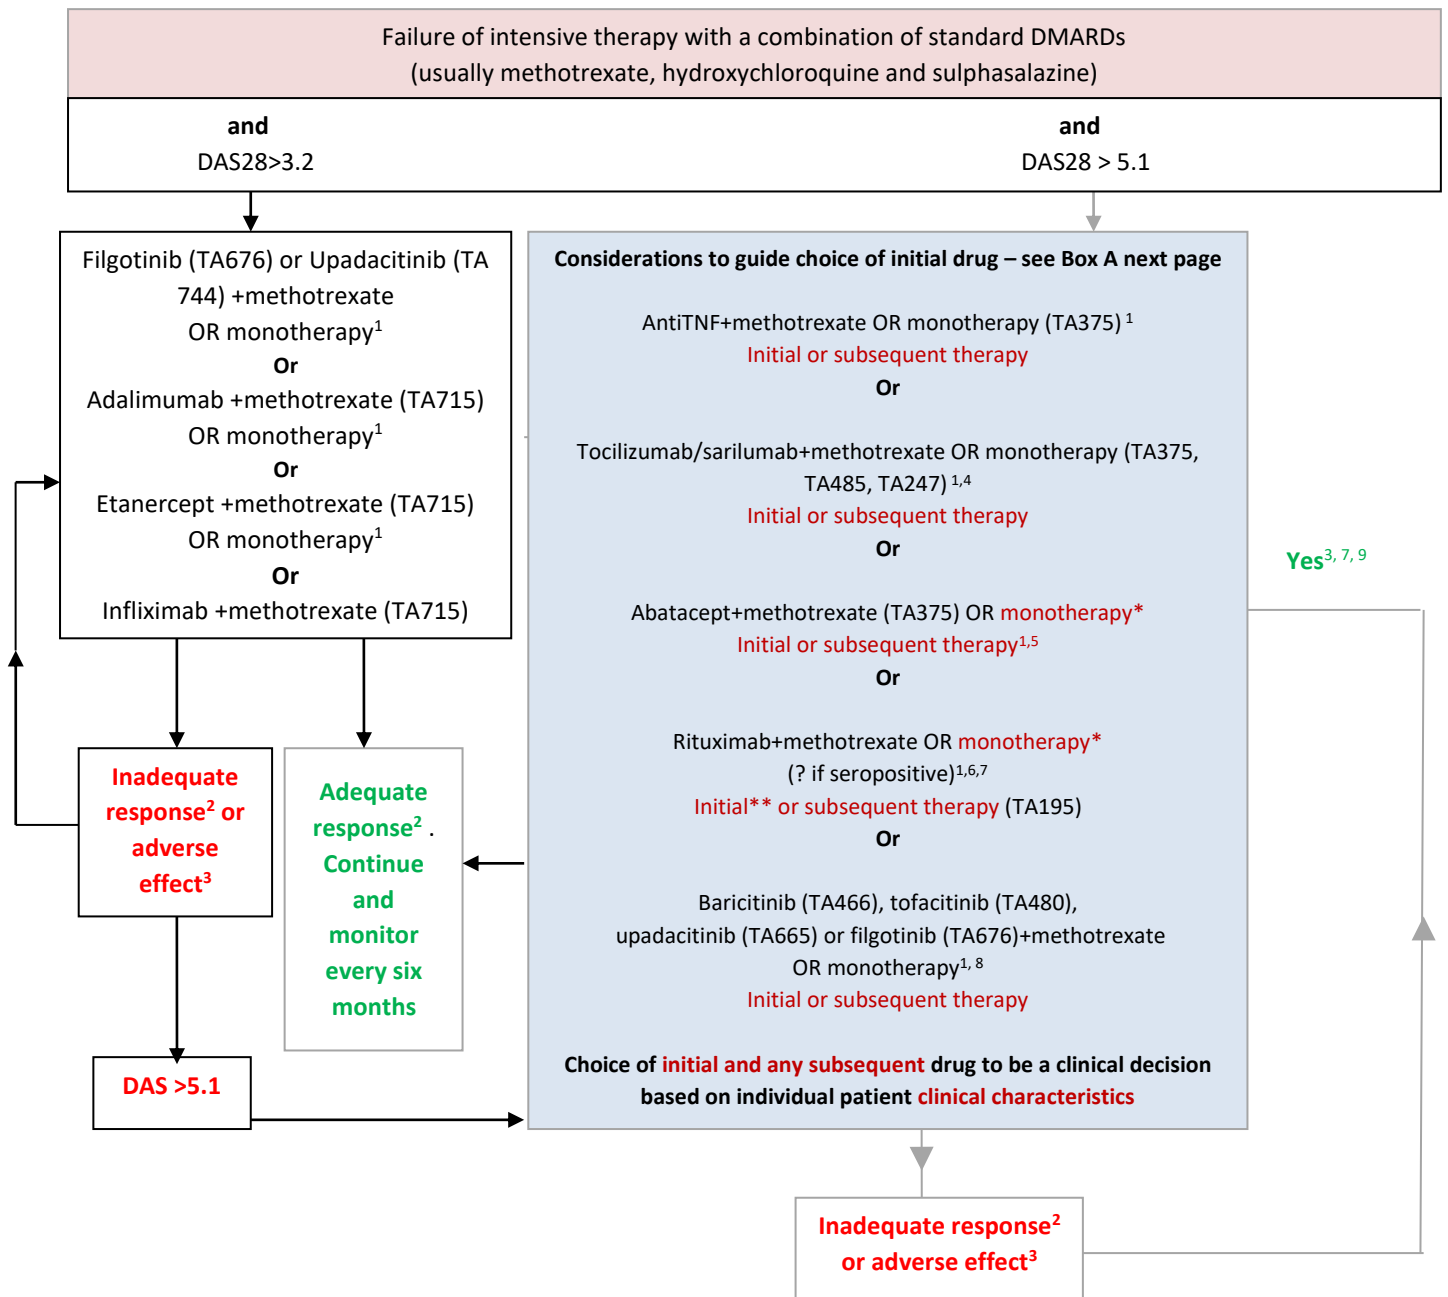 Failure of intensive therapy with a combination of standard DMARDs
(usually methotrexate, hydroxychloroquine and sulphasalazine)
and
DAS28>3.2
and
DAS28 > 5.1
Filgotinib (TA676) or Upadacitinib (TA
744) +methotrexate
OR monotherapy¹
Or
Adalimumab +methotrexate (TA715)
OR monotherapy¹
Or
Etanercept +methotrexate (TA715)
OR monotherapy¹
Or
Infliximab +methotrexate (TA715)
Considerations to guide choice of initial drug – see Box A next page
AntiTNF+methotrexate OR monotherapy (TA375) ¹
Initial or subsequent therapy
Or
Tocilizumab/sarilumab+methotrexate OR monotherapy (TA375,
TA485, TA247) ¹,⁴
Initial or subsequent therapy
Or
Abatacept+methotrexate (TA375) OR monotherapy*
Initial or subsequent therapy¹,⁵
Or
Rituximab+methotrexate OR monotherapy*
(? if seropositive)¹,⁶,⁷
Initial** or subsequent therapy (TA195)
Or
Baricitinib (TA466), tofacitinib (TA480),
upadacitinib (TA665) or filgotinib (TA676)+methotrexate
OR monotherapy¹, ⁸
Initial or subsequent therapy
Choice of initial and any subsequent drug to be a clinical decision
based on individual patient clinical characteristics
Yes³, ⁷, ⁹
Inadequate
response² or
adverse
effect³
Adequate
response² .
Continue
and
monitor
every six
months
DAS >5.1
Inadequate response²
or adverse effect³